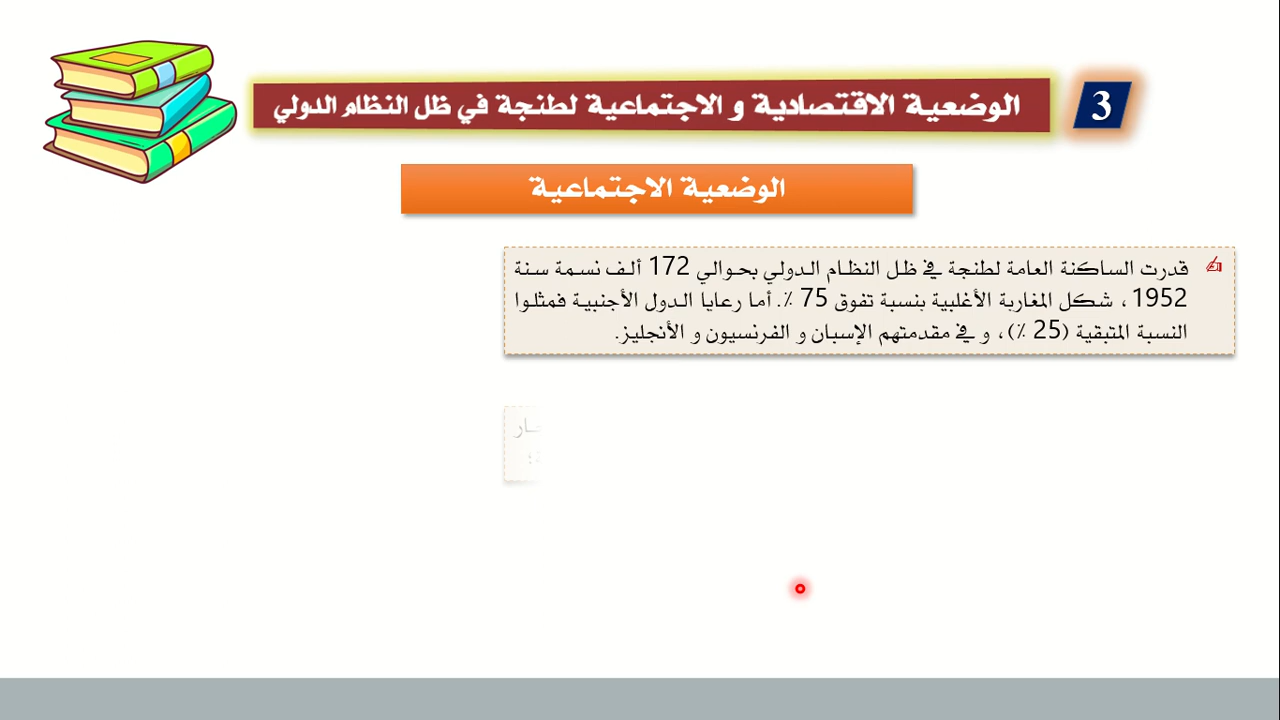 3
الوضعية الاقتصادية و الاجتماعية لطنجة في ظل النظام الدولي
الوضعية الاجتماعية
قدرت الساكنة العامة لطنجة في ظل النظام الدولي بحوالي 172 ألف نسمة سنة
1952 ، شكل المغاربة الأغلبية بنسبة تفوق 75 ٪. أما رعايا الدول الأجنبية فمثلوا
النسبة المتبقية (25 ٪)، و في مقدمتهم الإسبان و الفرنسيون و الأنجليز.